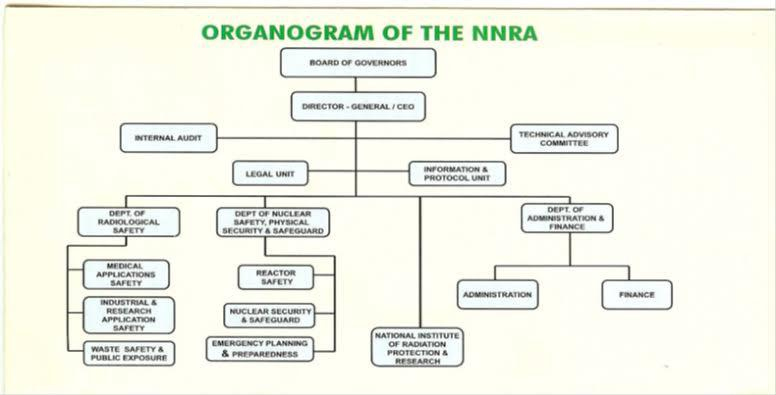 ORGANOGRAM OF THE NNRA
BOARD OF GOVERNORS
DIRECTOR - GENERAL / CEO
INTERNAL AUDIT
TECHNICAL ADVISORY
COMMITTEE
LEGAL UNIT
INFORMATION &
PROTOCOL UNIT
DEPT. OF
RADIOLOGICAL
SAFETY
DEPT OF NUCLEAR
SAFETY, PHYSICAL
SECURITY & SAFEGUARD
DEPT. OF
ADMINISTRATION &
FINANCE
MEDICAL
APPLICATIONS
SAFETY
REACTOR
SAFETY
ADMINISTRATION
FINANCE
INDUSTRIAL &
RESEARCH
APPLICATION
SAFETY
NUCLEAR SECURITY
& SAFEGUARD
WASTE SAFETY &
PUBLIC EXPOSURE
EMERGENCY PLANNING
& PREPAREDNESS
NATIONAL INSTITUTE
OF RADIATION
PROTECTION &
RESEARCH